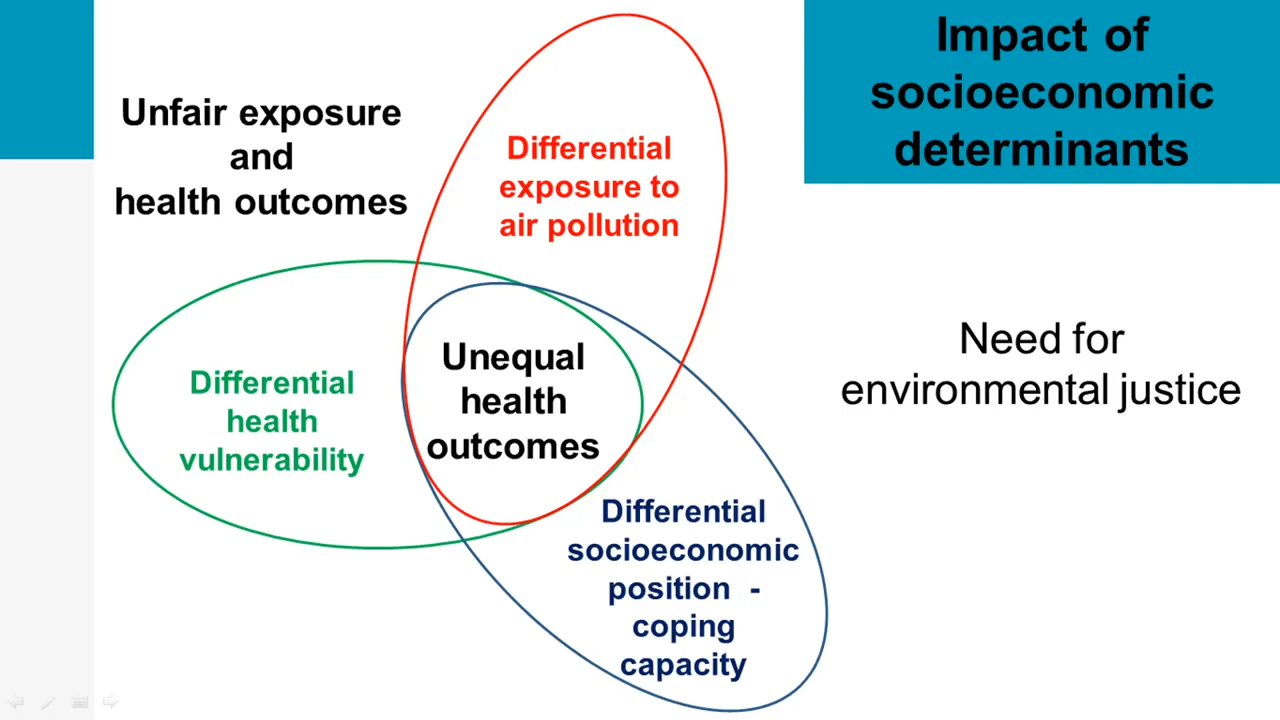 Impact of
socioeconomic
determinants
Unfair exposure
and
health outcomes
Differential
exposure to
air pollution
Differential
health
vulnerability
Unequal
health
outcomes
Need for
environmental justice
Differential
socioeconomic
position -
coping
capacity